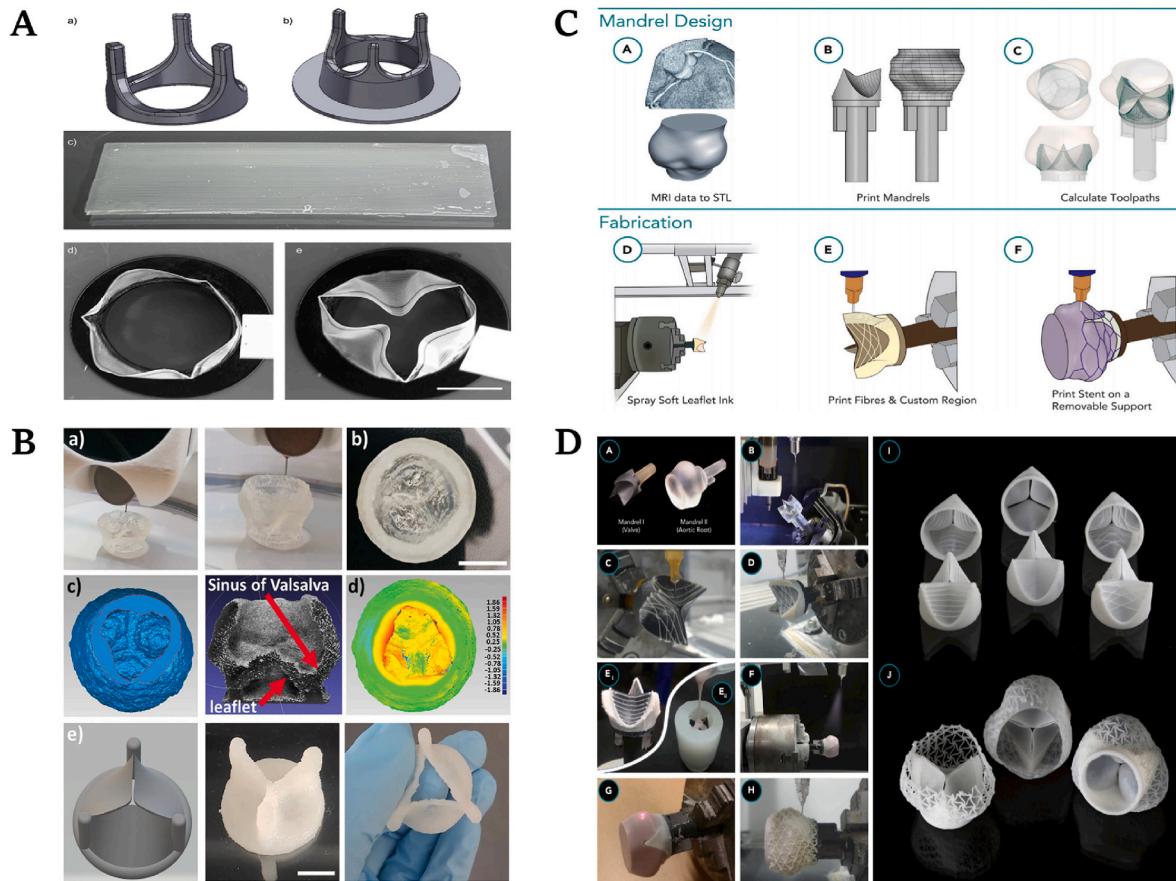 A
a)
b)
c)
d)
e
B
a)
b)
c)
Sinus of Valsalva
leaflet
d)
1.86
1.59
1.32
1.05
0.78
0.52
0.25
-0.25
-0.52
-0.78
-1.05
-1.32
-1.59
-1.86
e)
C
Mandrel Design
A
B
C
MRI data to STL
Print Mandrels
Calculate Toolpaths
Fabrication
D
E
F
Spray Soft Leaflet Ink
Print Fibres & Custom Region
Print Stent on a
Removable Support
D
A
Mandrel I
(Valve)
Mandrel II
(Aortic Root)
B
C
D
E
F
G
H
I
J